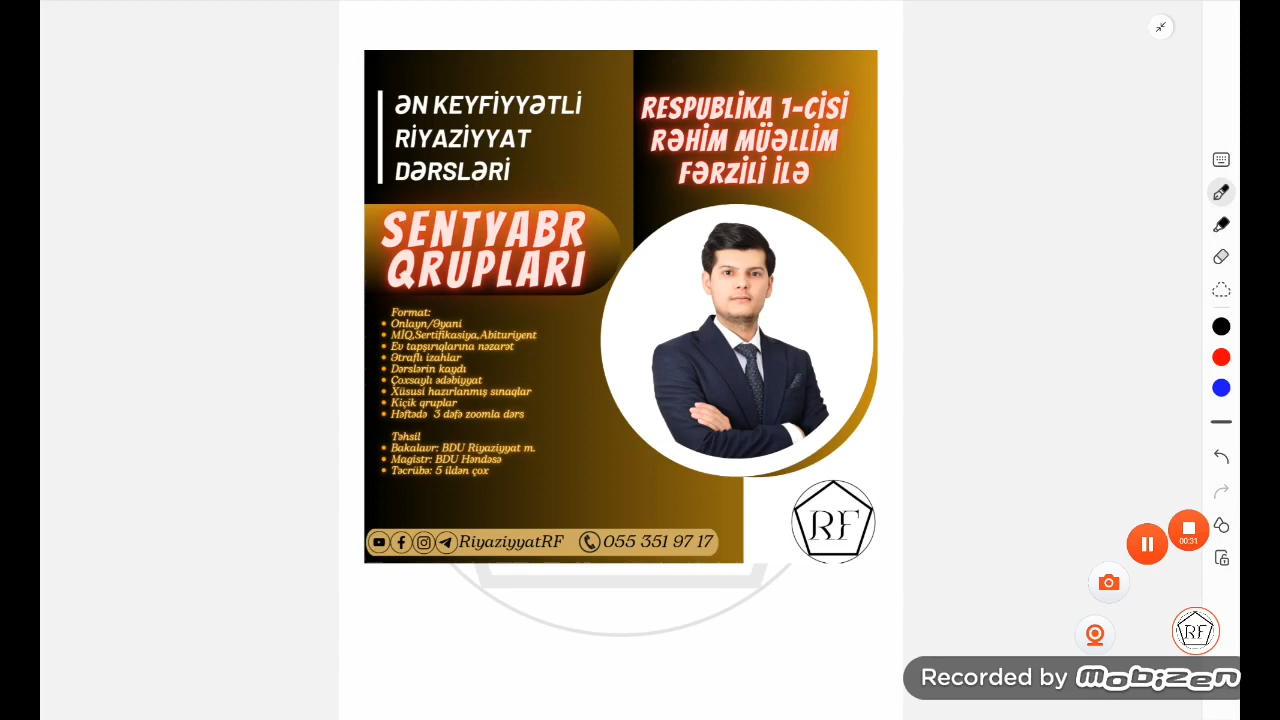 ƏN KEYFİYYƏTLİ
RİYAZİYYAT
DƏRSLƏRİ
RESPUBLİKA 1-CİSİ
RƏHİM MÜƏLLİM
FƏRZİLİ İLƏ
SENTYABR
QRUPLARI
Format:
Onlayn/Əyani
MİQ,Sertifikasiya,Abituriyent
Ev tapşırıqlarına nəzarət
Ətraflı izahlar
Dərslərin kaydı
Çoxsaylı ədəbiyyat
Xüsusi hazırlanmış sınaqlar
Kiçik qruplar
Həftədə 3 dəfə zoomla dərs
Təhsil
Bakalavr: BDU Riyaziyyat m.
Magistr: BDU Həndəsə
Təcrübə: 5 ildən çox
RF
RiyaziyyatRF 055 351 97 17
00:31
RF
Recorded by mobizen